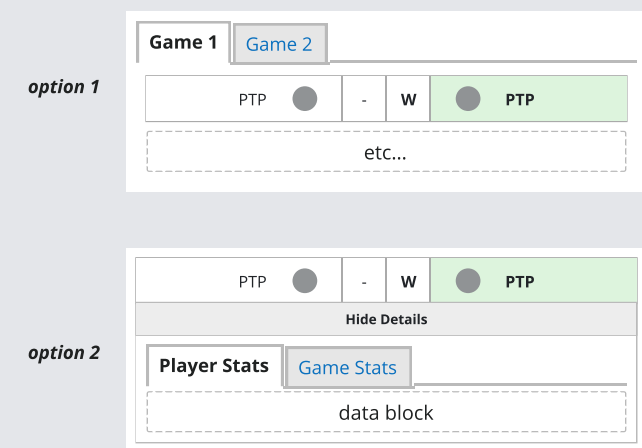 Game 1 Game 2
option 1
PTP - W PTP
etc...
PTP - W PTP
Hide Details
option 2
Player Stats Game Stats
data block